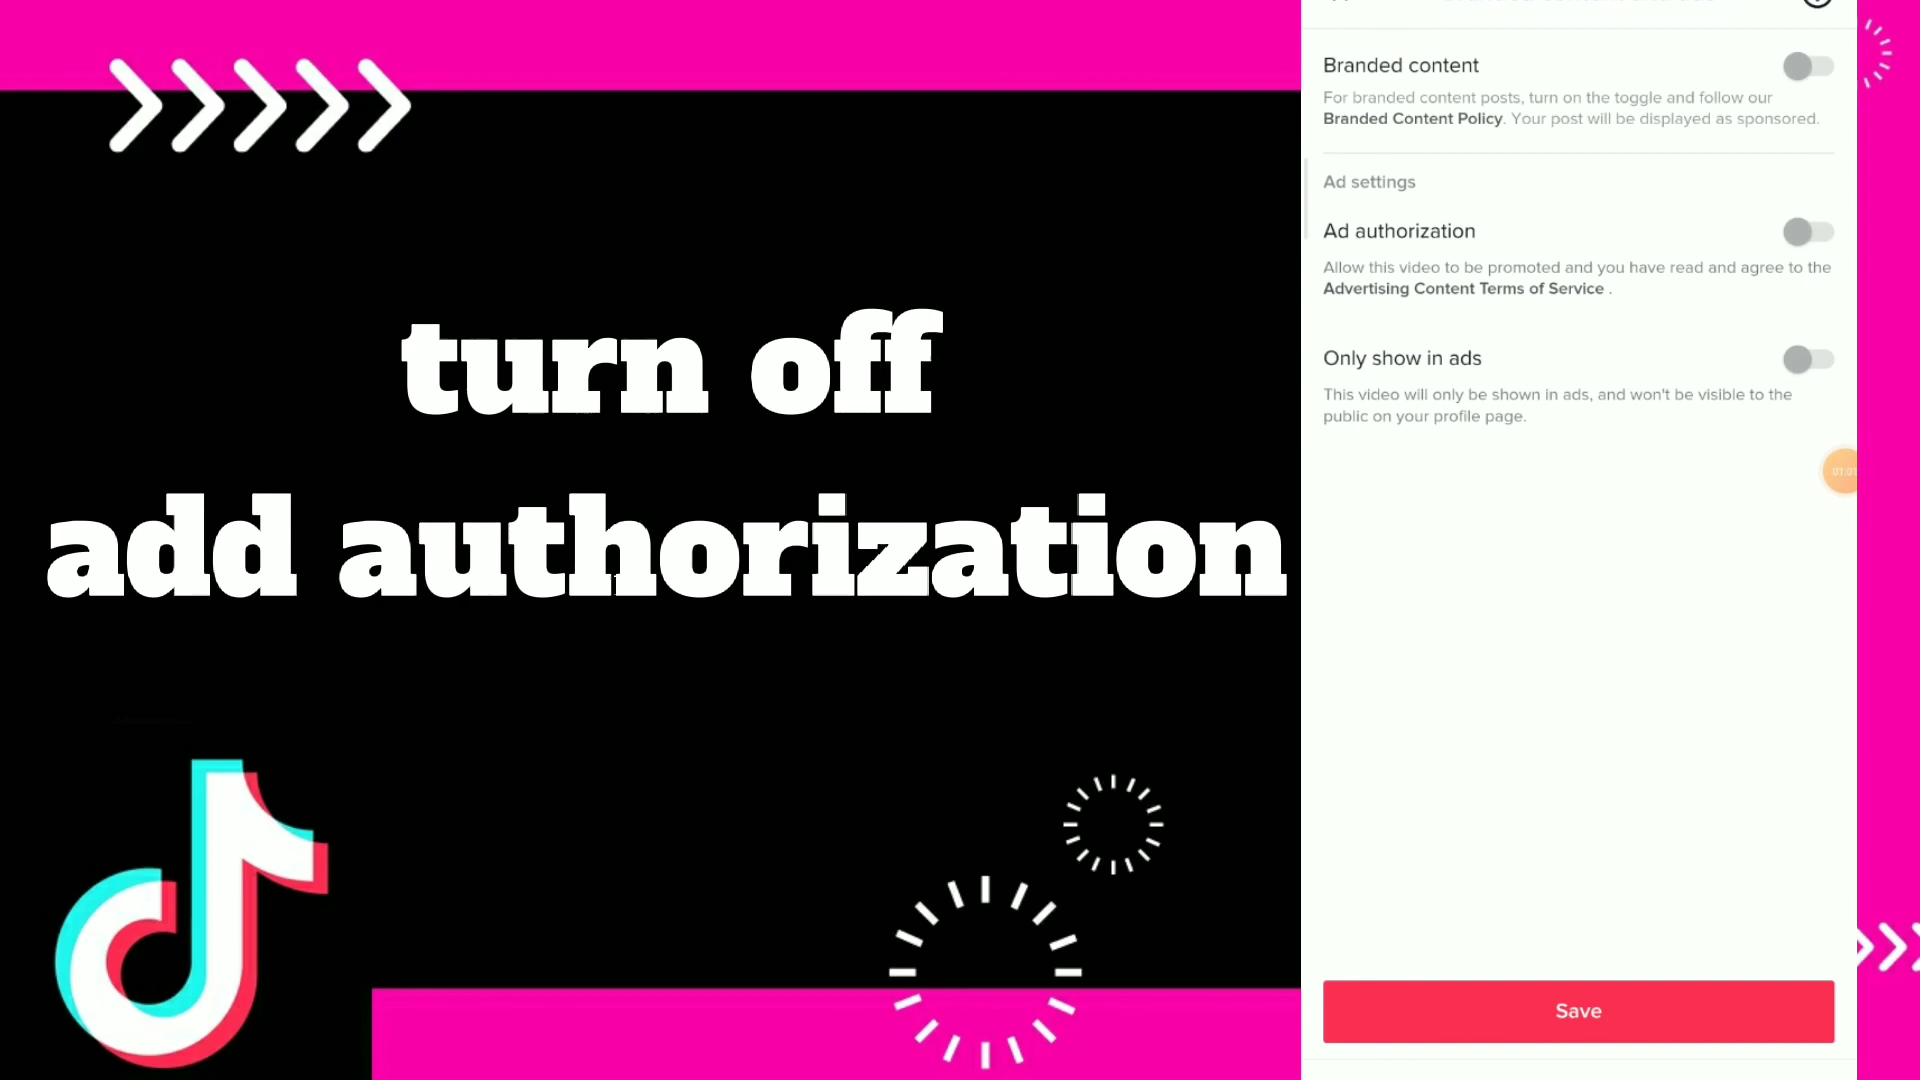 turn off
add authorization
Branded content
For branded content posts, turn on the toggle and follow our
Branded Content Policy. Your post will be displayed as sponsored.
Ad settings
Ad authorization
Allow this video to be promoted and you have read and agree to the
Advertising Content Terms of Service .
Only show in ads
This video will only be shown in ads, and won't be visible to the
public on your profile page.
Save